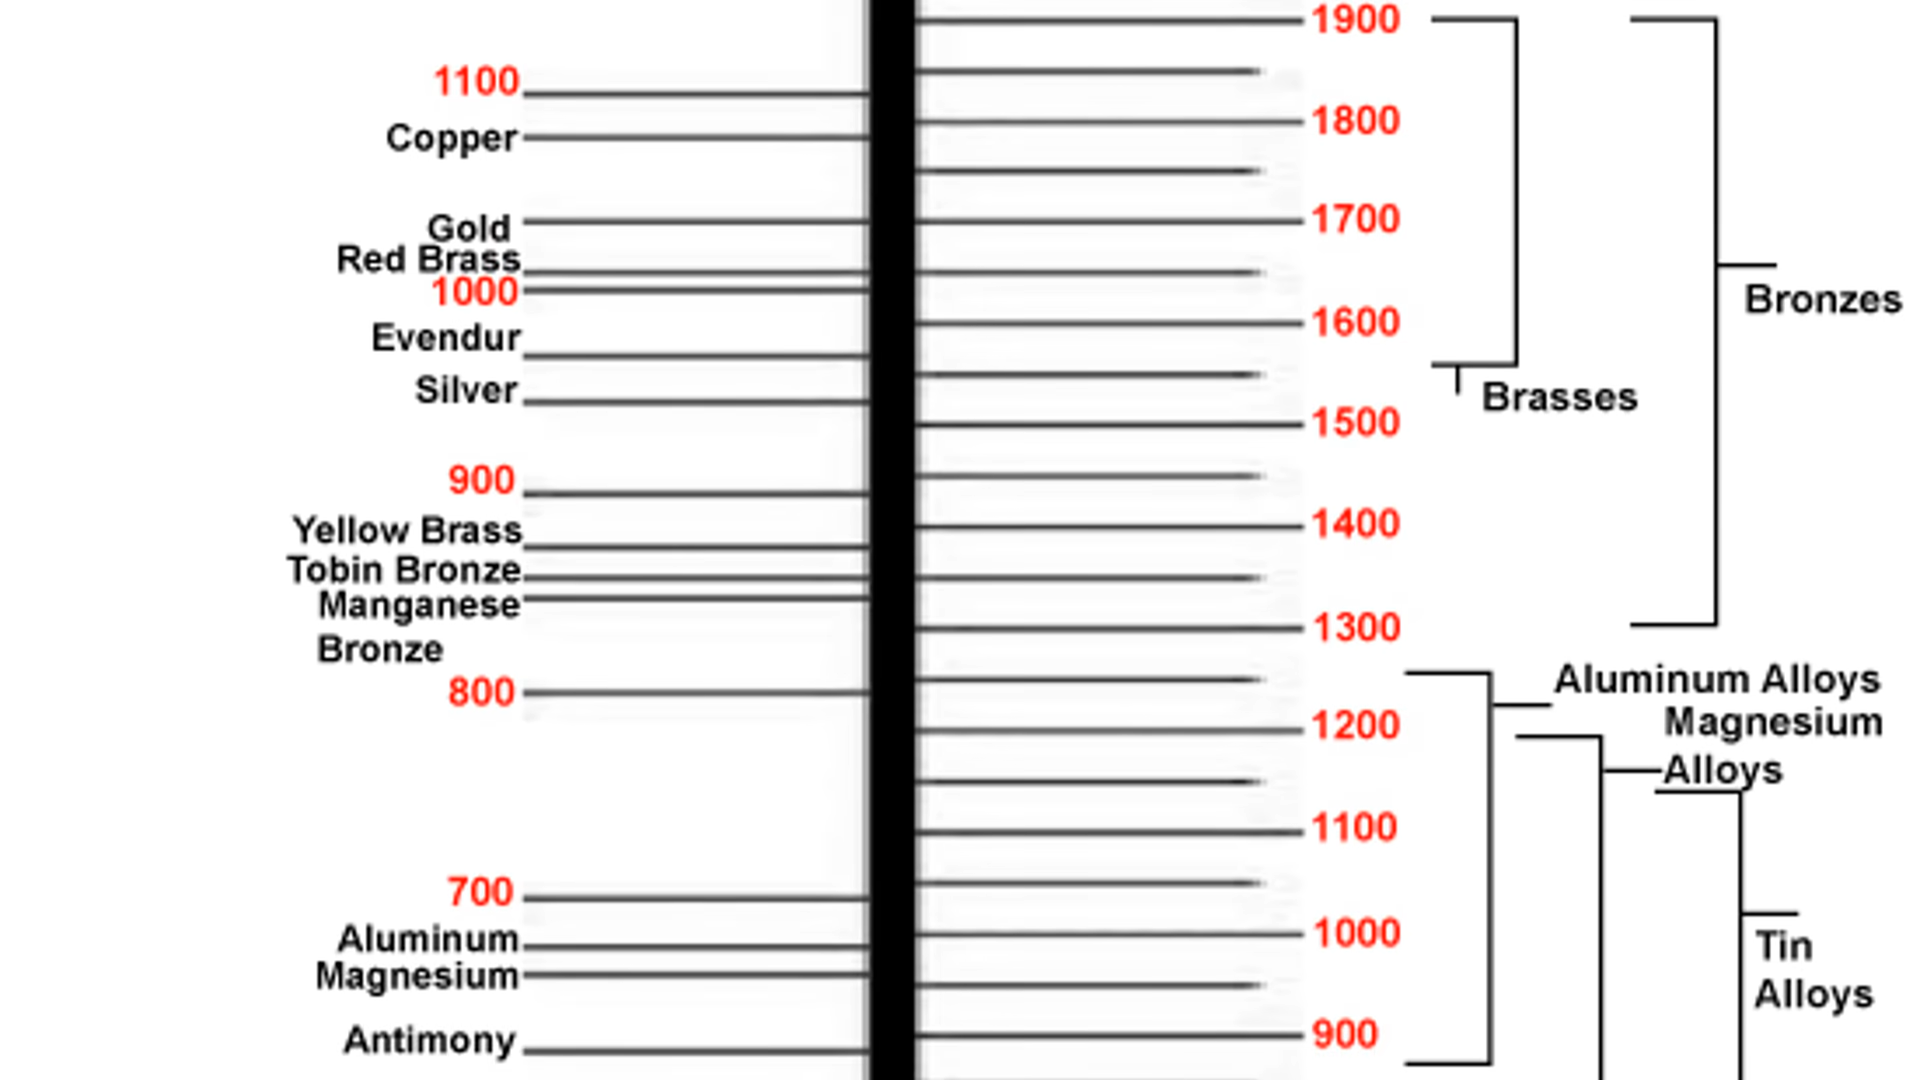 1100
Copper
Gold
Red Brass
1000
Evendur
Silver
900
Yellow Brass
Tobin Bronze
Manganese
Bronze
800
700
Aluminum
Magnesium
Antimony
1900
1800
1700
1600
1500
1400
1300
1200
1100
1000
900
Brasses
Bronzes
Aluminum Alloys
Magnesium
Alloys
Tin
Alloys